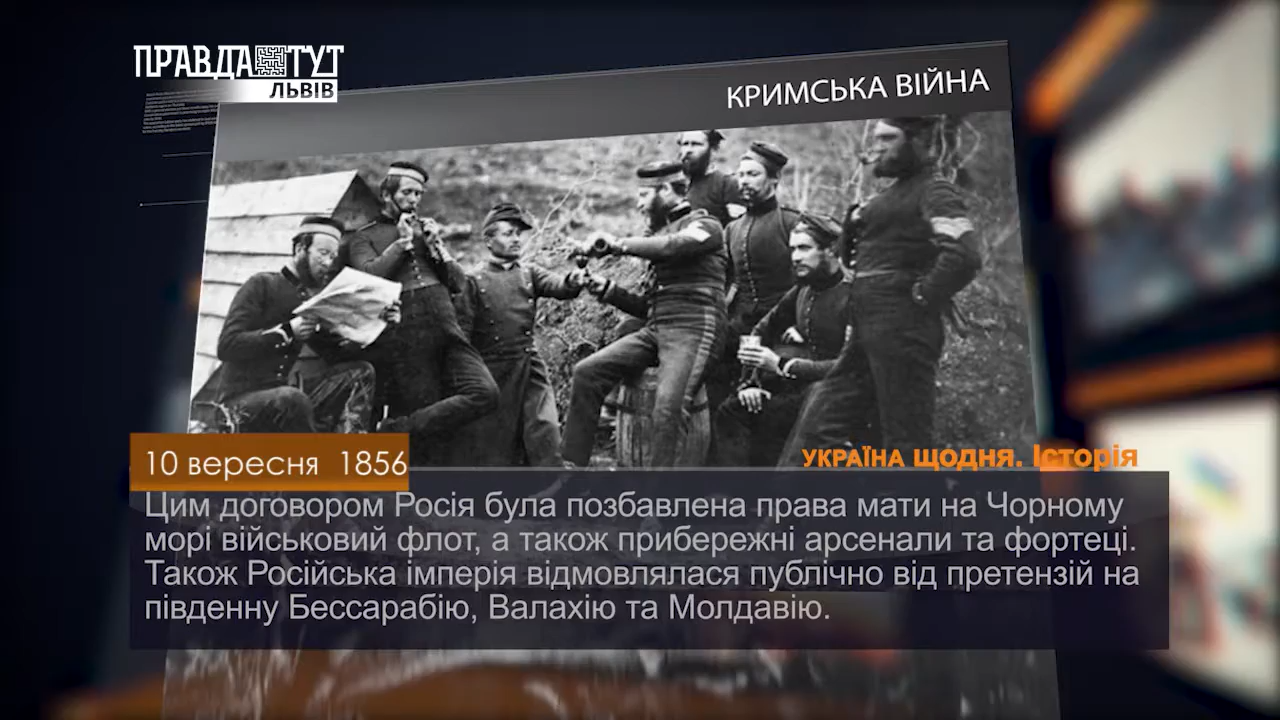 ПРАВДА ТУТ
ЛЬВІВ
КРИМСЬКА ВІЙНА
10 вересня 1856
УКРАЇНА ЩОДНЯ. Історія
Цим договором Росія була позбавлена права мати на Чорному
морі військовий флот, а також прибережні арсенали та фортеці.
Також Російська імперія відмовлялася публічно від претензій на
південну Бессарабію, Валахію та Молдавію.